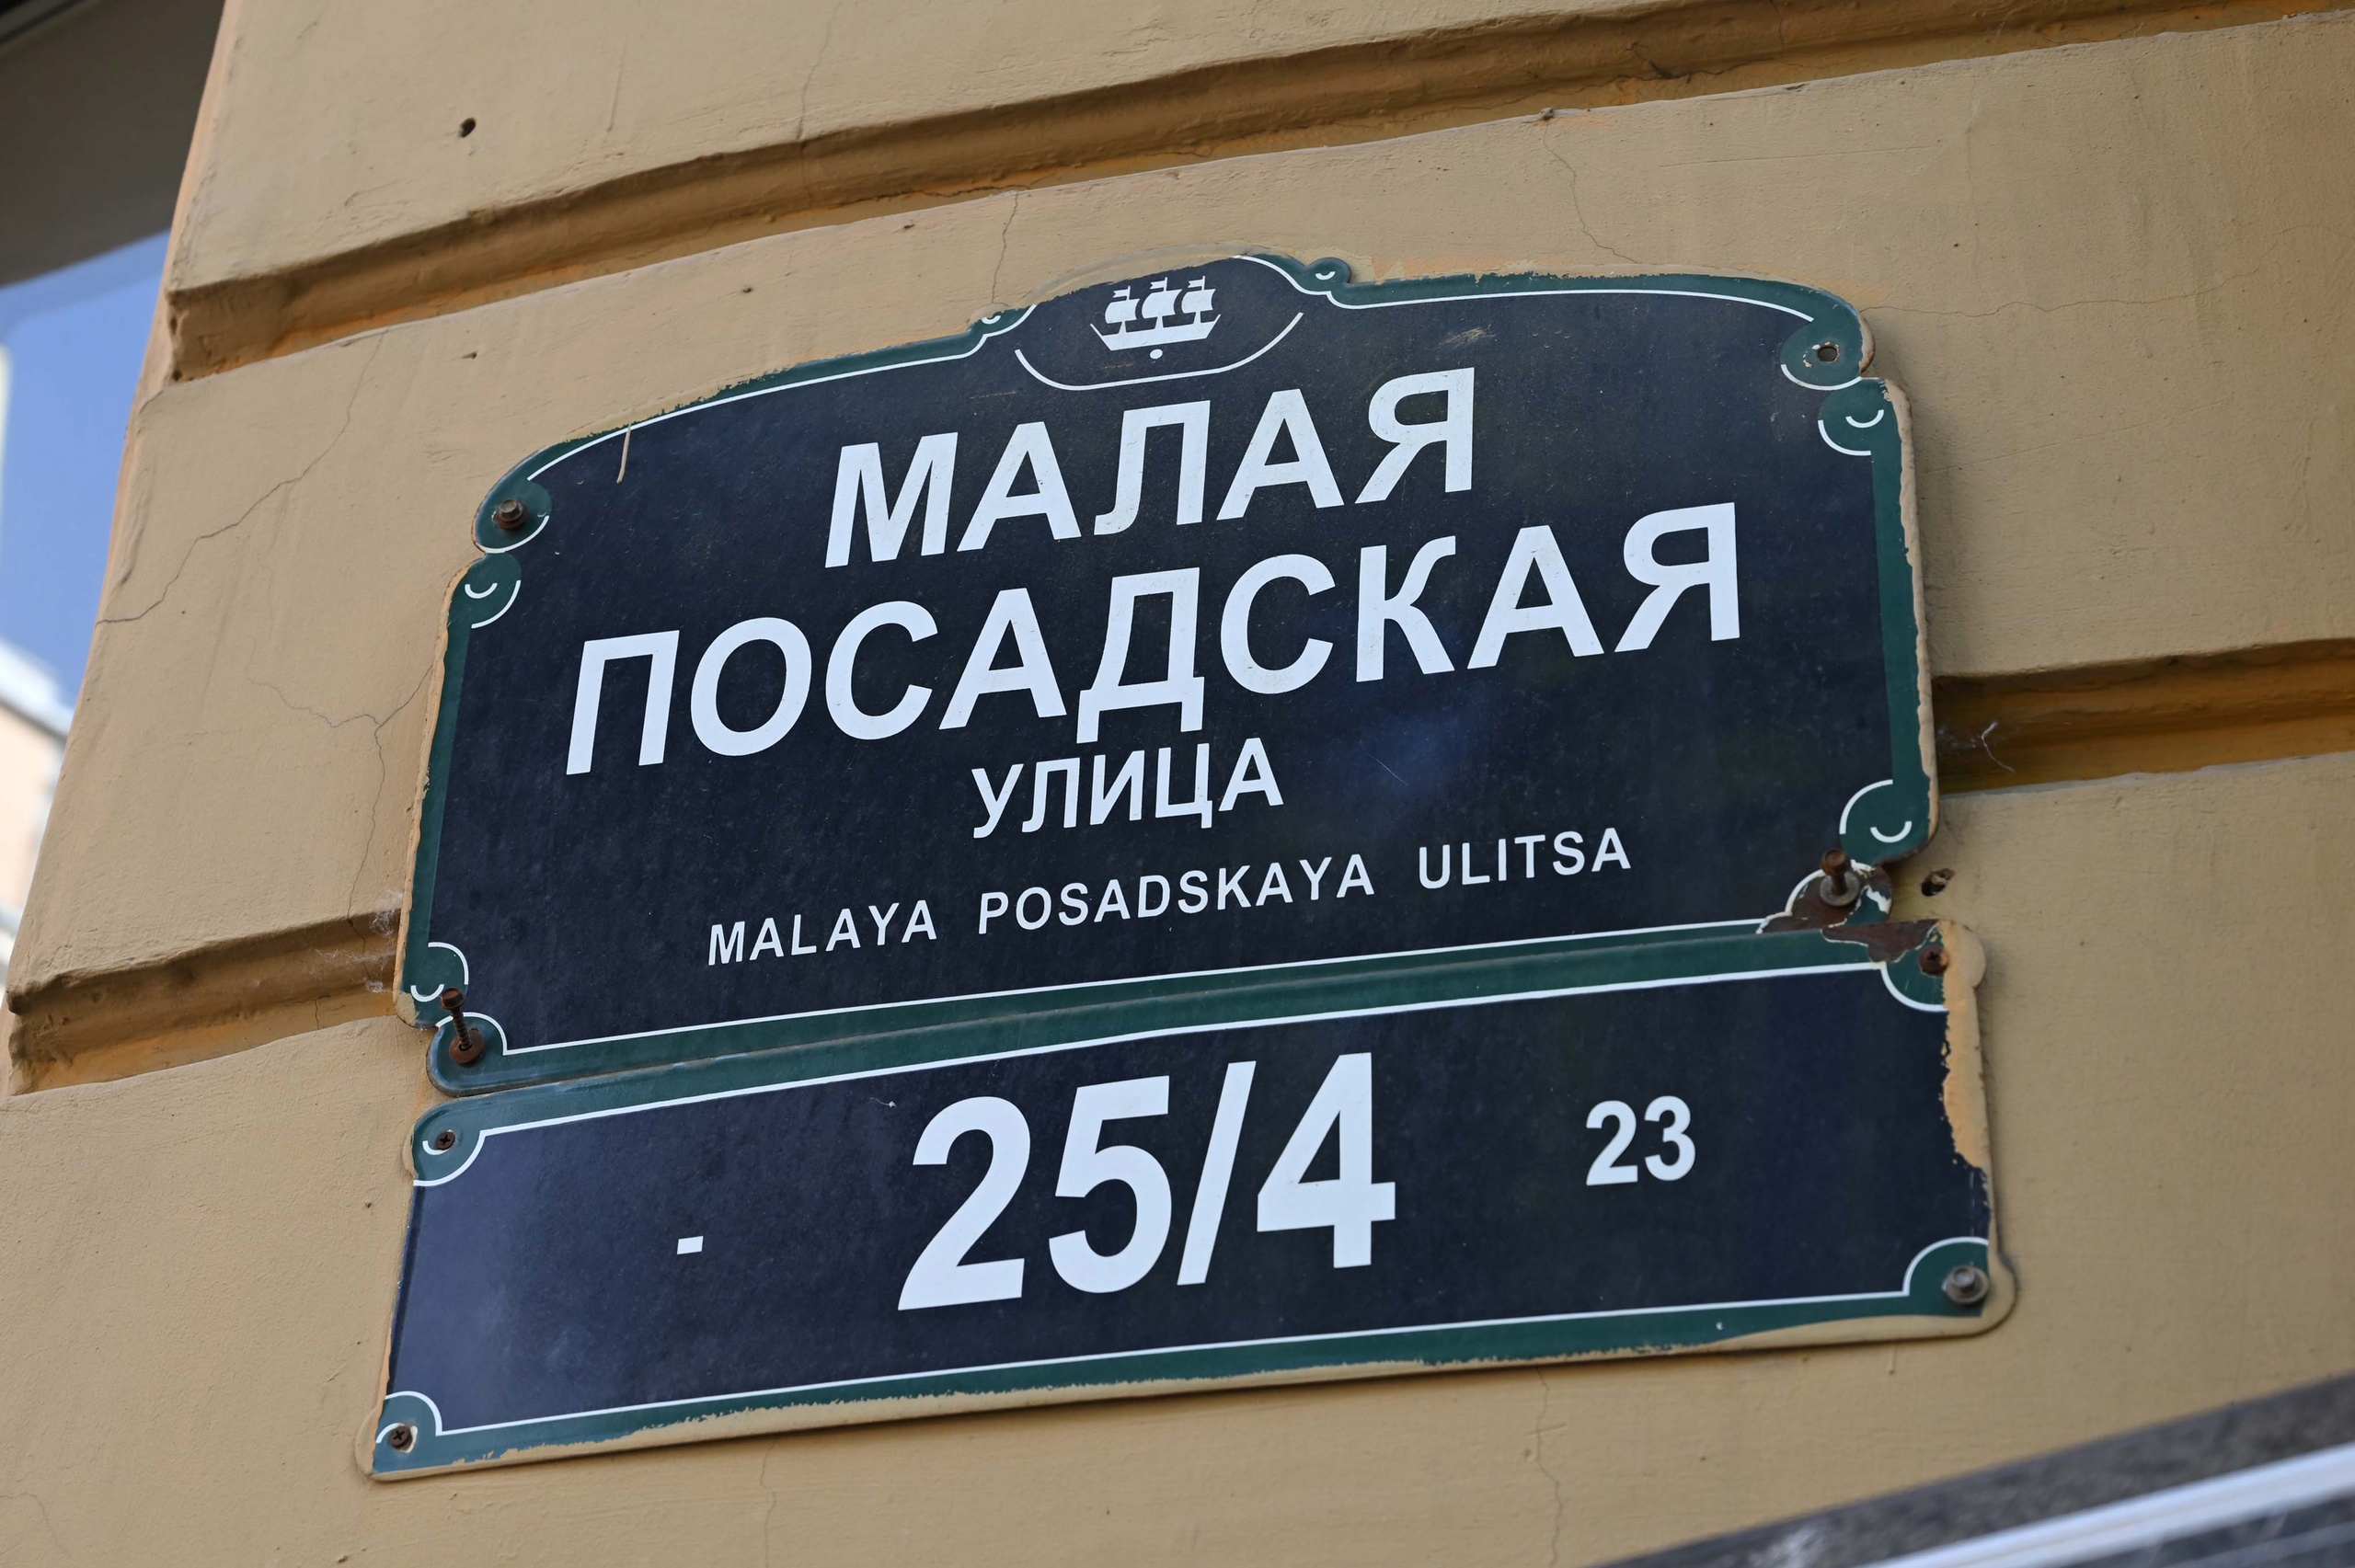 МАЛАЯ
ПОСАДСКАЯ
УЛИЦА
MALAYA POSADSKAYA ULITSA
- 25/4 23